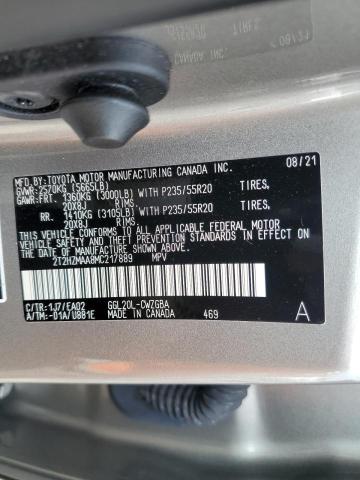 MFD.BY:TOYOTA MOTOR MANUFACTURING CANADA INC. 08/21
GVWR:2570KG (5665LB)
GAWR:FRT. 1360KG (3000LB) WITH P235/55R20 TIRES,
20X8J RIMS
RR. 1410KG (3105LB) WITH P235/55R20 TIRES,
20X8J RIMS
THIS VEHICLE CONFORMS TO ALL APPLICABLE FEDERAL MOTOR
VEHICLE SAFETY AND THEFT PREVENTION STANDARDS
IN EFFECT ON THE DATE OF MANUFACTURE SHOWN ABOVE.
2T2HZMAA8MC217889 MPV
C/TR:1J7/EA02 GGL20L-CWZGBA
A/TM:-01A/U881E MADE IN CANADA 469 A